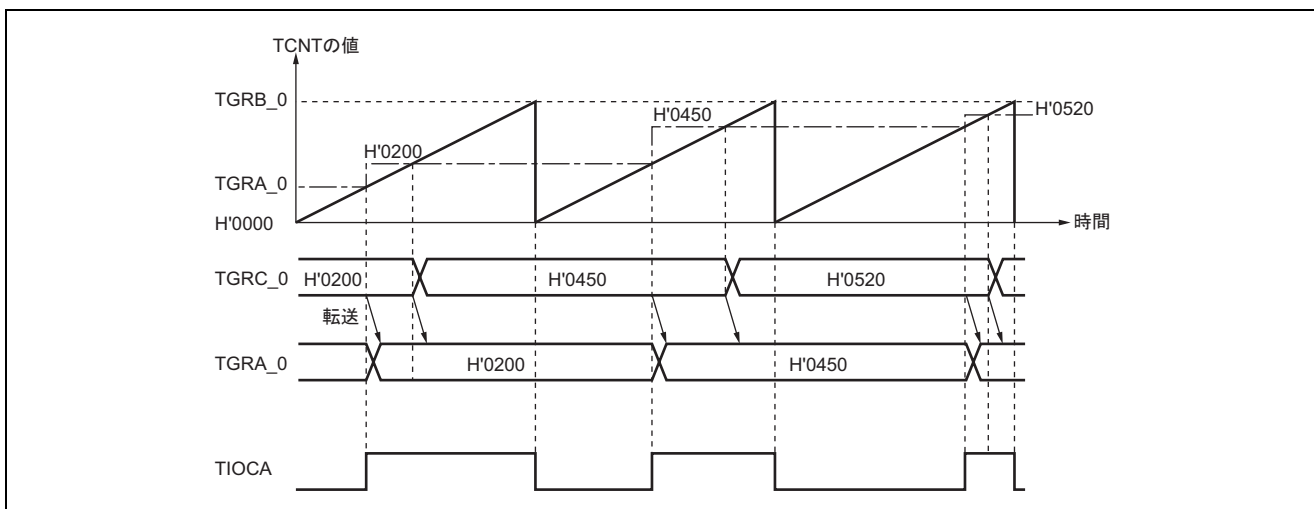 TCNTの値
TGRB_0
H'0450
H'0520
H'0200
TGRA_0
H'0000
時間
TGRC_0
H'0200
H'0450
H'0520
転送
TGRA_0
H'0200
H'0450
TIOCA